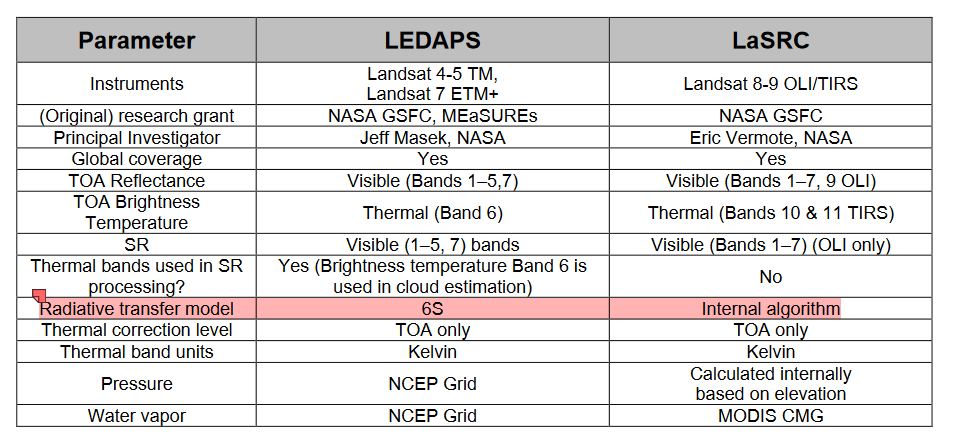 Parameter LEDAPS LaSRC
Instruments Landsat 4-5 TM, Landsat 8-9 OLI/TIRS
Landsat 7 ETM+
(Original) research grant NASA GSFC, MEaSUREs NASA GSFC
Principal Investigator Jeff Masek, NASA Eric Vermote, NASA
Global coverage Yes Yes
TOA Reflectance Visible (Bands 1–5,7) Visible (Bands 1–7, 9 OLI)
TOA Brightness
Temperature Thermal (Band 6) Thermal (Bands 10 & 11 TIRS)
SR Visible (1–5, 7) bands Visible (Bands 1–7) (OLI only)
Thermal bands used in SR Yes (Brightness temperature Band 6 is No
processing? used in cloud estimation)
Radiative transfer model 6S Internal algorithm
Thermal correction level TOA only TOA only
Thermal band units Kelvin Kelvin
Pressure NCEP Grid Calculated internally
based on elevation
Water vapor NCEP Grid MODIS CMG